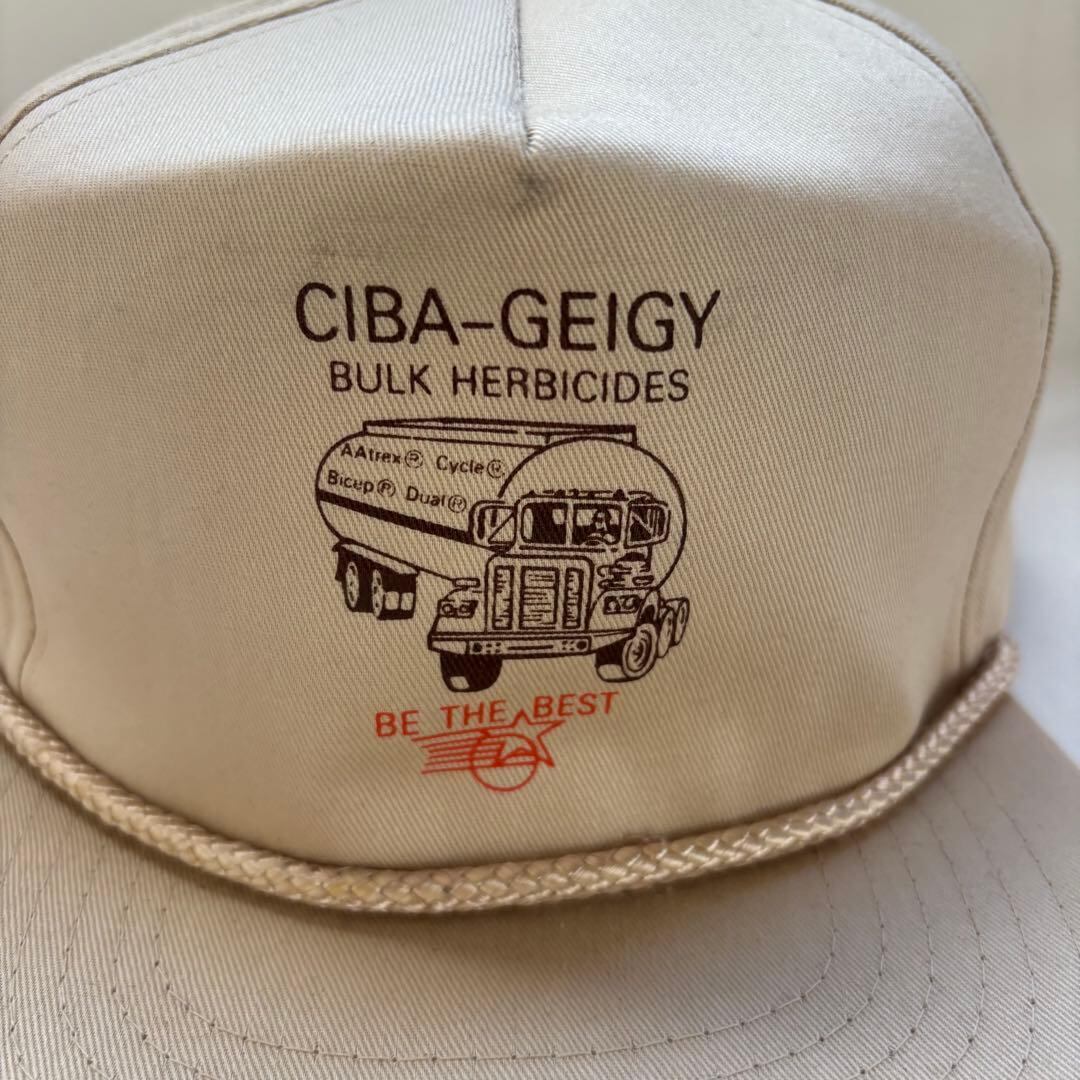 CIBA-GEIGY
BULK HERBICIDES
AAtrex® Cycle®
Bicep® Dual®
BE THE BEST